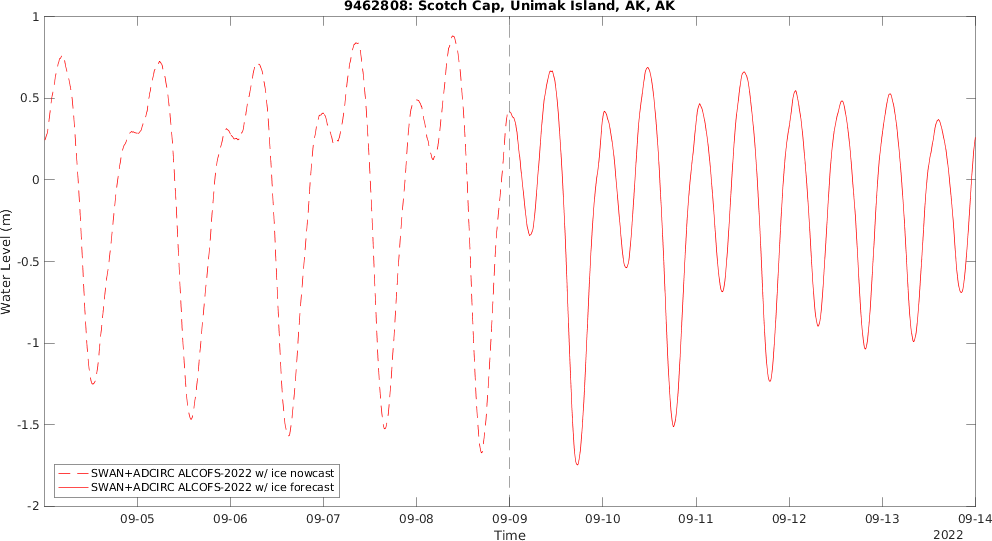 9462808: Scotch Cap, Unimak Island, AK, AK
1
0.5
0
-0.5
-1
-1.5
-2
Water Level (m)
SWAN+ADCIRC ALCOFS-2022 w/ ice nowcast
SWAN+ADCIRC ALCOFS-2022 w/ ice forecast
09-05 09-06 09-07 09-08 09-09 09-10 09-11 09-12 09-13 09-14
Time
2022